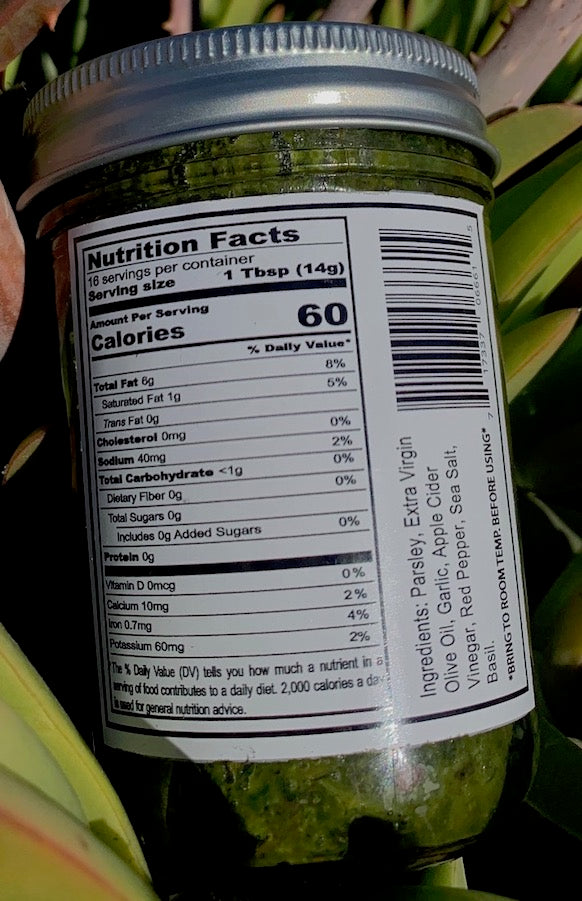 Nutrition Facts
16 servings per container
Serving size 1 Tbsp (14g)
Amount Per Serving
Calories 60
% Daily Value*
Total Fat 6g 8%
Saturated Fat 1g 5%
Trans Fat 0g
Cholesterol 0mg 0%
Sodium 40mg 2%
Total Carbohydrate <1g 0%
Dietary Fiber 0g 0%
Total Sugars 0g
Includes 0g Added Sugars 0%
Protein 0g
Vitamin D 0mcg 0%
Calcium 10mg 2%
Iron 0.7mg 4%
Potassium 60mg 2%
*The % Daily Value (DV) tells you how much a nutrient in a
serving of food contributes to a daily diet. 2,000 calories a day
is used for general nutrition advice.
Ingredients: Parsley, Extra Virgin
Olive Oil, Garlic, Apple Cider
Vinegar, Red Pepper, Sea Salt,
Basil.
*BRING TO ROOM TEMP. BEFORE USING*